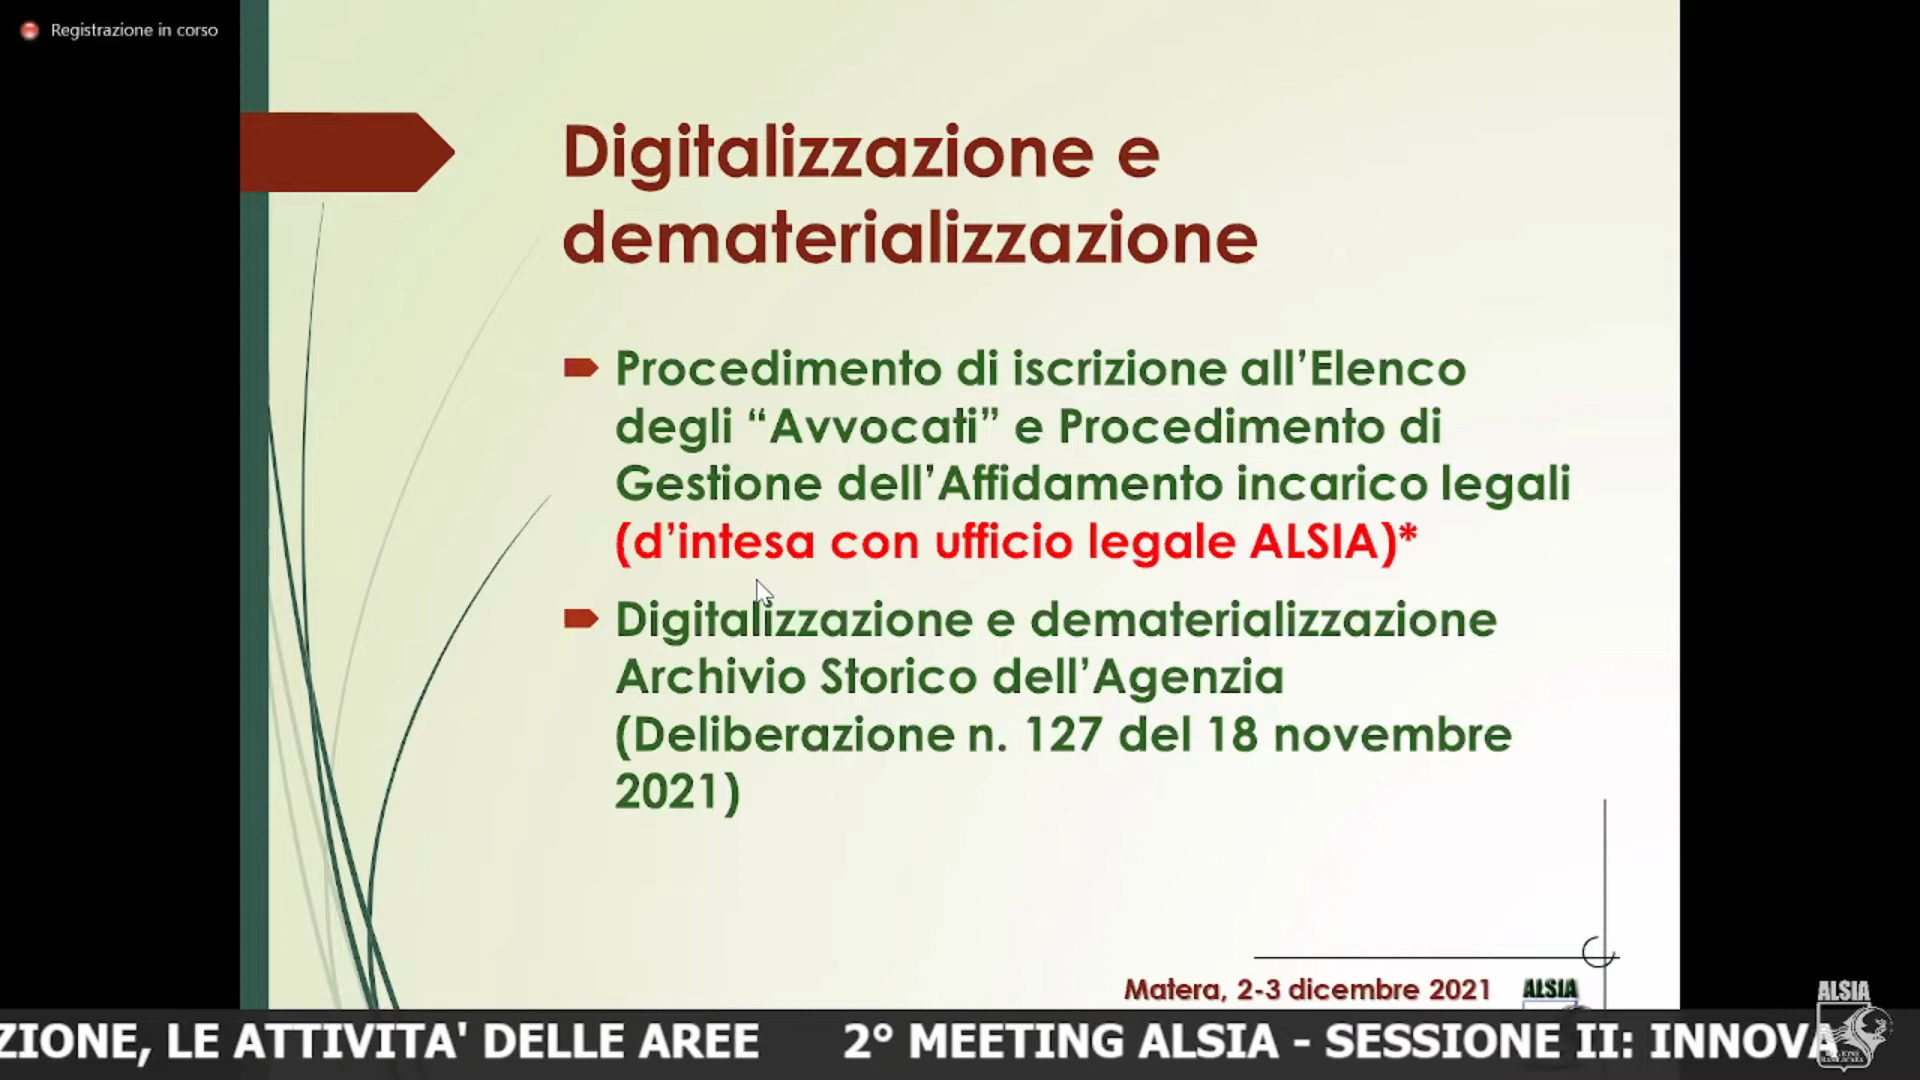 Registrazione in corso
Digitalizzazione e
dematerializzazione
Procedimento di iscrizione all’Elenco
degli “Avvocati” e Procedimento di
Gestione dell’Affidamento incarico legali
(d’intesa con ufficio legale ALSIA)*
Digitalizzazione e dematerializzazione
Archivio Storico dell’Agenzia
(Deliberazione n. 127 del 18 novembre
2021)
Matera, 2-3 dicembre 2021
ALSIA
ALSIA
ZIONE, LE ATTIVITA' DELLE AREE 2° MEETING ALSIA - SESSIONE II: INNOVA